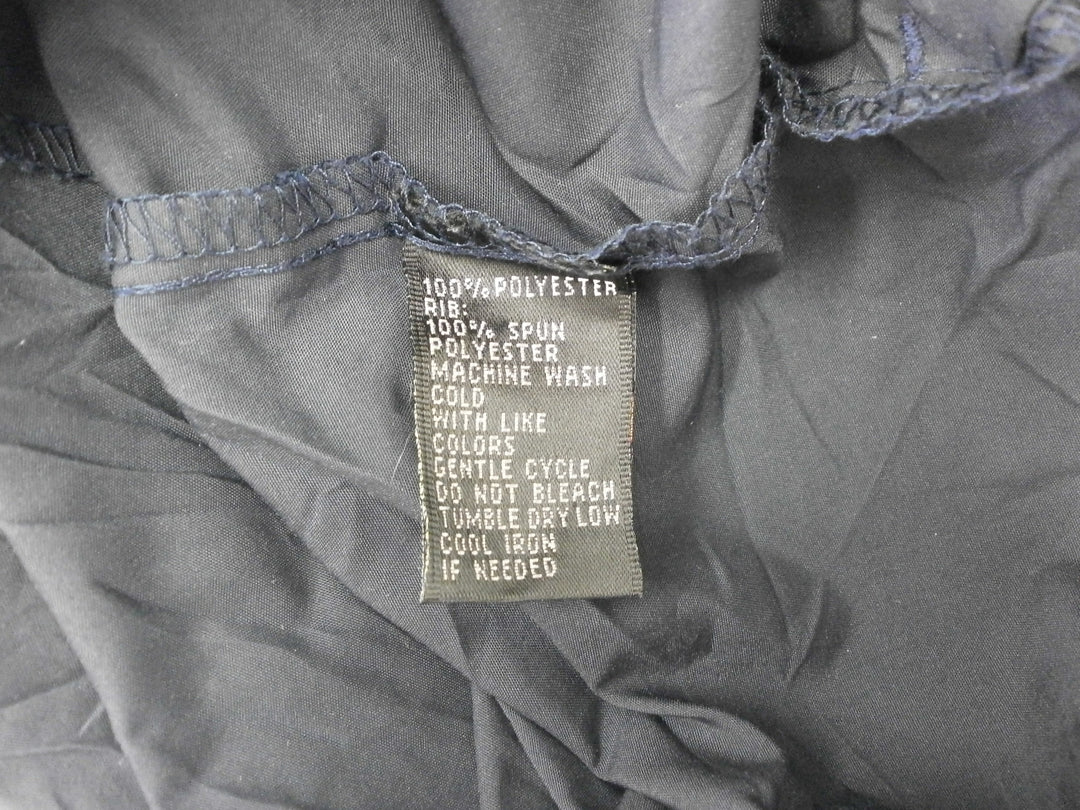 100% POLYESTER
RIB:
100% SPUN
POLYESTER
MACHINE WASH
COLD
WITH LIKE
COLORS
GENTLE CYCLE
DO NOT BLEACH
TUMBLE DRY LOW
COOL IRON
IF NEEDED